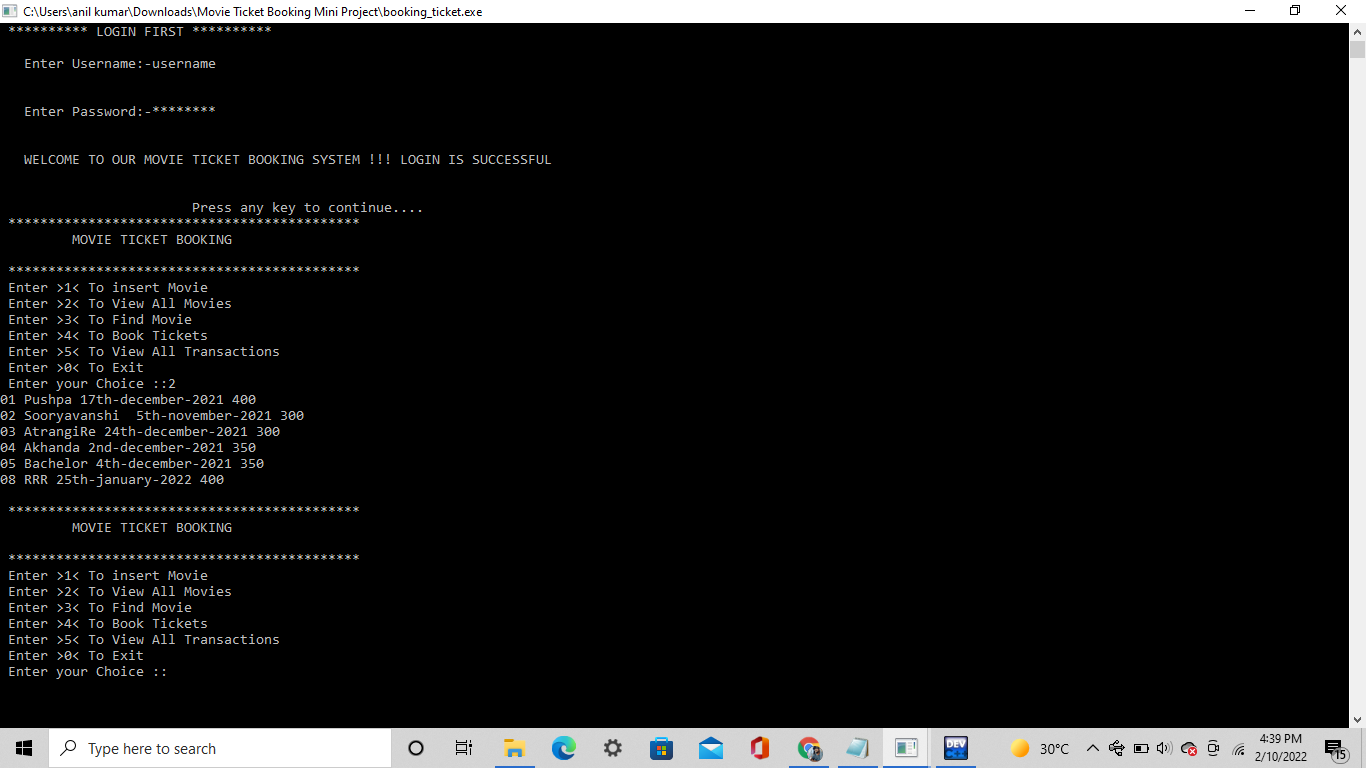 C:\Users\anil kumar\Downloads\Movie Ticket Booking Mini Project\booking_ticket.exe
********** LOGIN FIRST **********
Enter Username:-username
Enter Password:-********
WELCOME TO OUR MOVIE TICKET BOOKING SYSTEM !!! LOGIN IS SUCCESSFUL
Press any key to continue....
********************************************
MOVIE TICKET BOOKING
********************************************
Enter >1< To insert Movie
Enter >2< To View All Movies
Enter >3< To Find Movie
Enter >4< To Book Tickets
Enter >5< To View All Transactions
Enter >0< To Exit
Enter your Choice ::2
01 Pushpa 17th-december-2021 400
02 Sooryavanshi  5th-november-2021 300
03 AtrangiRe 24th-december-2021 300
04 Akhanda 2nd-december-2021 350
05 Bachelor 4th-december-2021 350
08 RRR 25th-january-2022 400
********************************************
MOVIE TICKET BOOKING
********************************************
Enter >1< To insert Movie
Enter >2< To View All Movies
Enter >3< To Find Movie
Enter >4< To Book Tickets
Enter >5< To View All Transactions
Enter >0< To Exit
Enter your Choice ::
Type here to search
DEV
C++
30°C
4:39 PM
2/10/2022
15